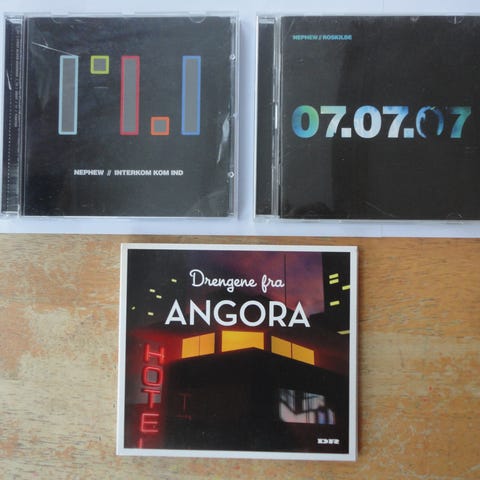 NEPHEW // INTERKOM KOM IND
NEPHEW // ROSKILDE
07.07.07
Drengene fra
ANGORA
HOTEL
DR